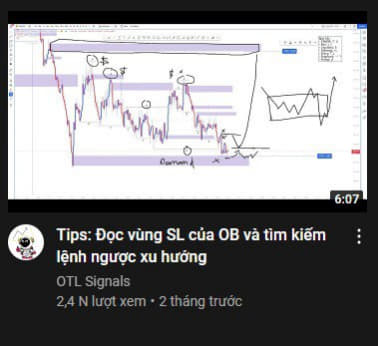 $
$
$
Demand
x
6:07
Tips: Đọc vùng SL của OB và tìm kiếm
lệnh ngược xu hướng
OTL Signals
2,4 N lượt xem • 2 tháng trước